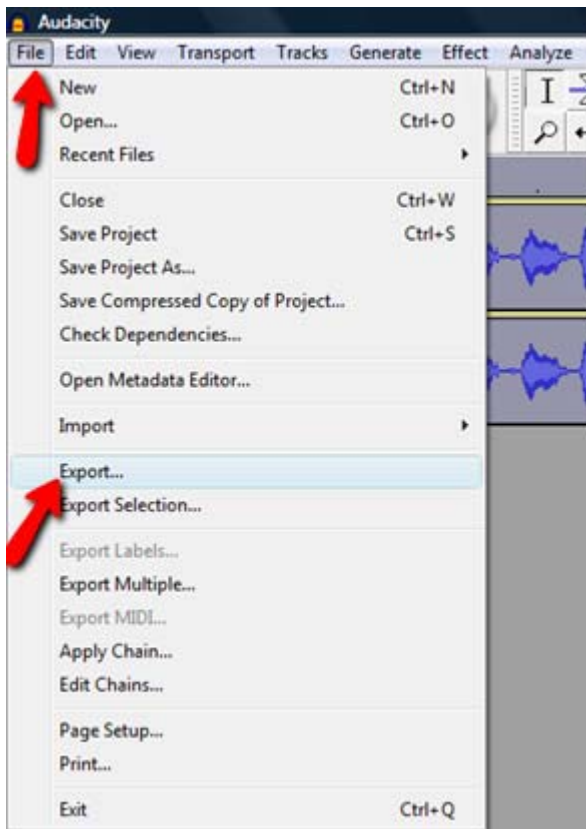 Audacity
File Edit View Transport Tracks Generate Effect Analyze
New Ctrl+N
Open... Ctrl+O
Recent Files
Close Ctrl+W
Save Project Ctrl+S
Save Project As...
Save Compressed Copy of Project...
Check Dependencies...
Open Metadata Editor...
Import
Export...
Export Selection...
Export Labels...
Export Multiple...
Export MIDI...
Apply Chain...
Edit Chains...
Page Setup...
Print...
Exit Ctrl+Q